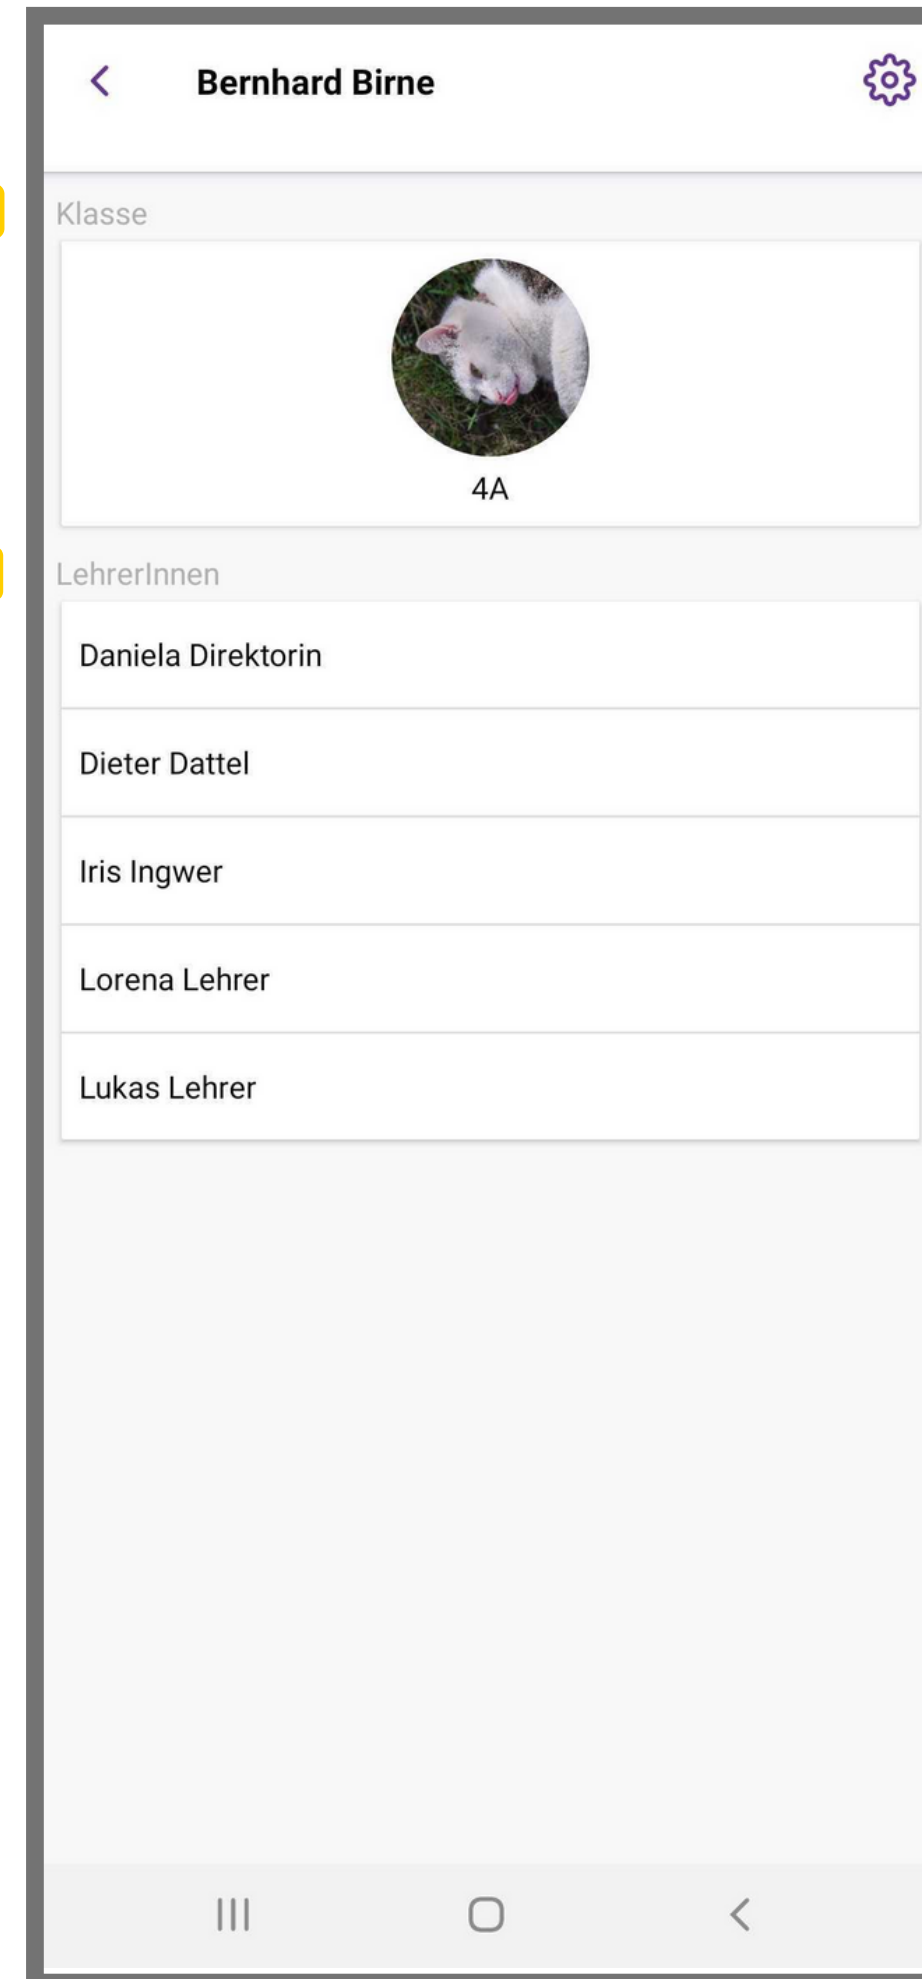 Bernhard Birne
Klasse
4A
LehrerInnen
Daniela Direktorin
Dieter Dattel
Iris Ingwer
Lorena Lehrer
Lukas Lehrer